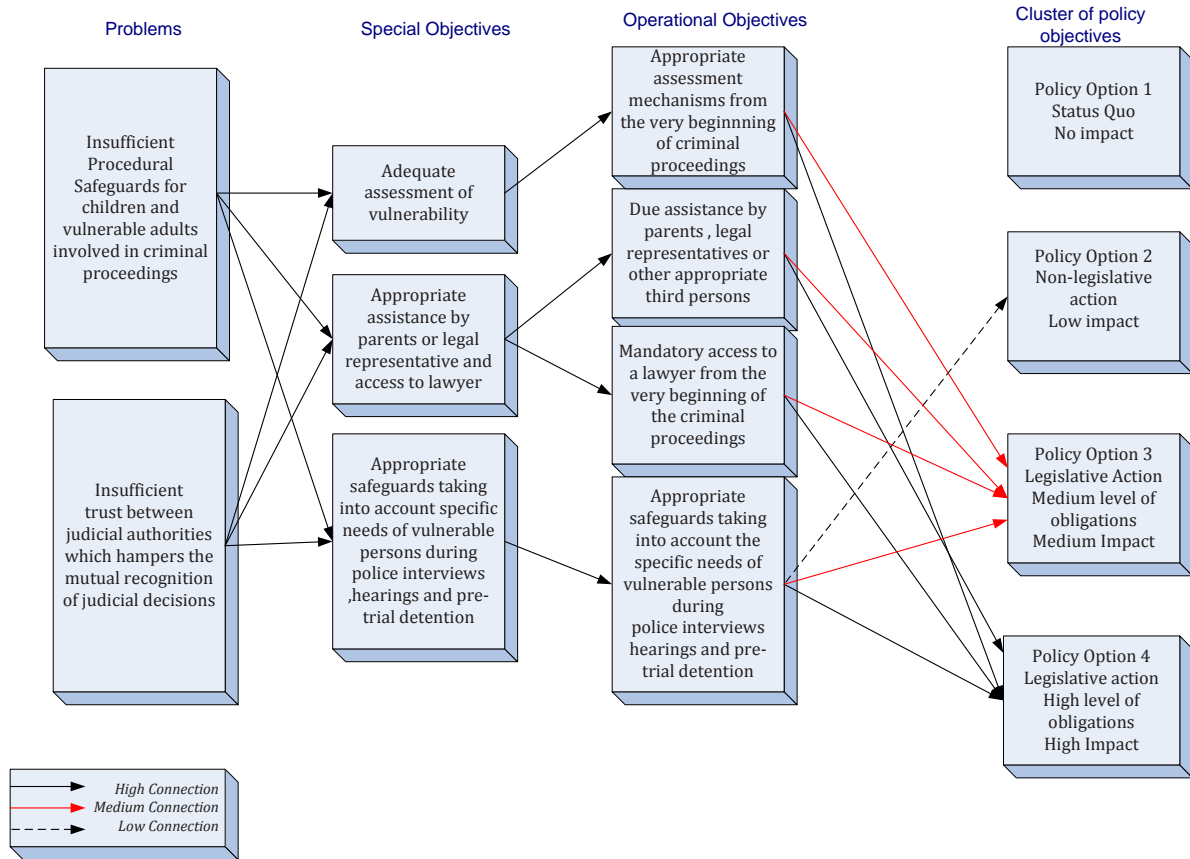 Problems
Insufficient
Procedural
Safeguards for
children and
vulnerable adults
involved in criminal
proceedings
Insufficient
trust between
judicial authorities
which hampers the
mutual recognition
of judicial decisions
Special Objectives
Adequate
assessment of
vulnerability
Appropriate
assistance by
parents or legal
representative and
access to lawyer
Appropriate
safeguards taking
into account specific
needs of vulnerable
persons during
police interviews
,hearings and pre-
trial detention
Operational Objectives
Appropriate
assessment
mechanisms from
the very beginnning
of criminal
proceedings
Due assistance by
parents , legal
representatives or
other appropriate
third persons
Mandatory access to
a lawyer from the
very beginning of
the criminal
proceedings
Appropriate
safeguards taking
into account the
specific needs of
vulnerable persons
during
police interviews
hearings and pre-
trial detention
Cluster of policy
objectives
Policy Option 1
Status Quo
No impact
Policy Option 2
Non-legislative
action
Low impact
Policy Option 3
Legislative Action
Medium level of
obligations
Medium Impact
Policy Option 4
Legislative action
High level of
obligations
High Impact
High Connection
Medium Connection
Low Connection